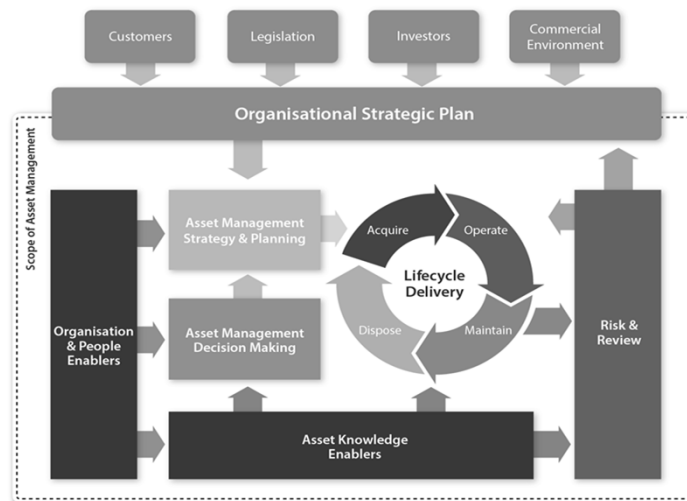 Customers
Legislation
Investors
Commercial
Environment
Organisational Strategic Plan
Scope of Asset Management
Asset Management
Strategy & Planning
Acquire
Operate
Lifecycle
Delivery
Organisation
& People
Enablers
Asset Management
Decision Making
Dispose
Maintain
Risk &
Review
Asset Knowledge
Enablers